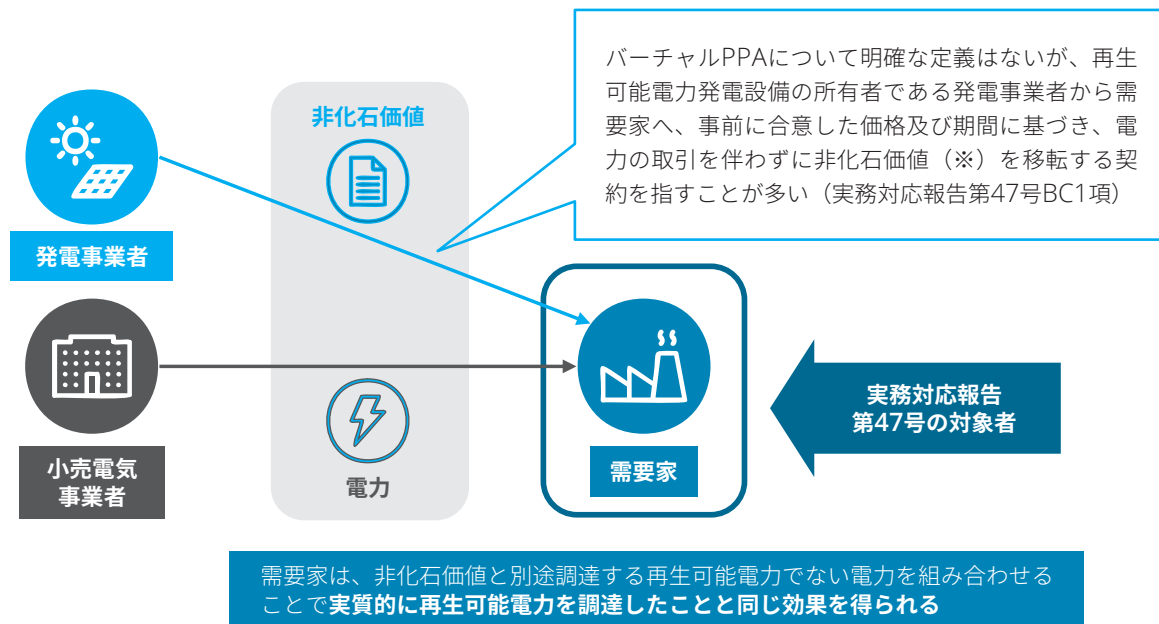 バーチャルPPAについて明確な定義はないが、再生
可能電力発電設備の所有者である発電事業者から需
要家へ、事前に合意した価格及び期間に基づき、電
力の取引を伴わずに非化石価値（※）を移転する契
約を指すことが多い（実務対応報告第47号BC1項）
非化石価値
発電事業者
小売電気
事業者
電力
需要家
実務対応報告
第47号の対象者
需要家は、非化石価値と別途調達する再生可能電力でない電力を組み合わせる
ことで実質的に再生可能電力を調達したことと同じ効果を得られる